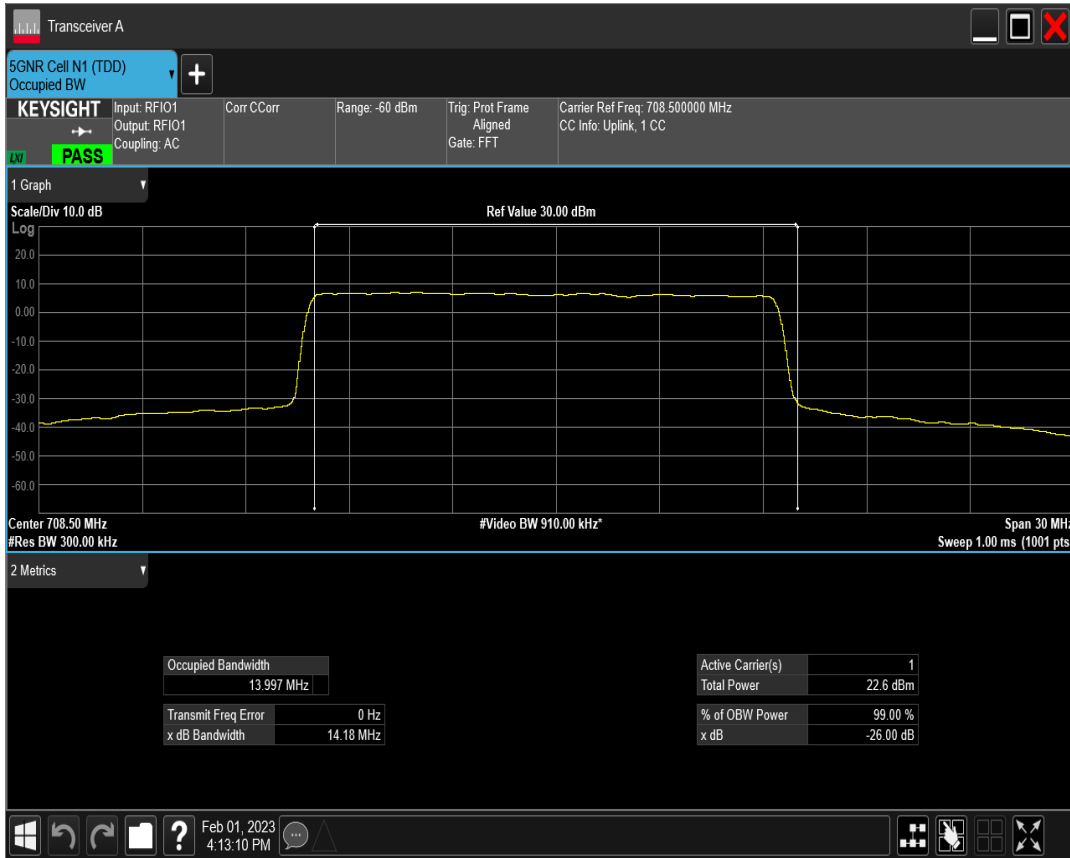 Transceiver A
5GNR Cell N1 (TDD)
Occupied BW
KEYSIGHT
LXI
PASS
Input: RFIO1
Output: RFIO1
Coupling: AC
Corr CCorr
Range: -60 dBm
Trig: Prot Frame
Aligned
Gate: FFT
Carrier Ref Freq: 708.500000 MHz
CC Info: Uplink, 1 CC
1 Graph
Scale/Div 10.0 dB
Ref Value 30.00 dBm
Log
20.0
10.0
0.00
-10.0
-20.0
-30.0
-40.0
-50.0
-60.0
Center 708.50 MHz
#Video BW 910.00 kHz*
Span 30 MHz
#Res BW 300.00 kHz
Sweep 1.00 ms (1001 pts
2 Metrics
Occupied Bandwidth
13.997 MHz
Transmit Freq Error 0 Hz
x dB Bandwidth 14.18 MHz
Active Carrier(s) 1
Total Power 22.6 dBm
% of OBW Power 99.00 %
x dB -26.00 dB
?
Feb 01, 2023
4:13:10 PM